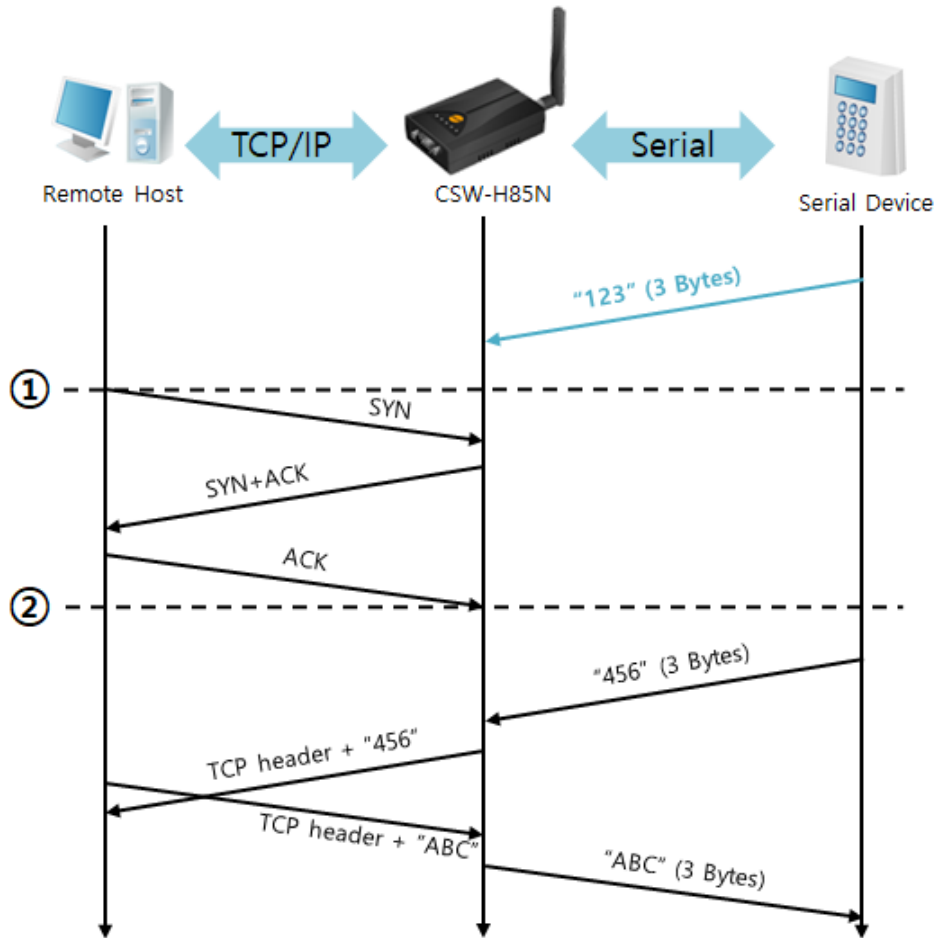 TCP/IP
Serial
Remote Host
CSW-H85N
Serial Device
"123" (3 Bytes)
①
SYN
SYN+ACK
ACK
②
"456" (3 Bytes)
TCP header + "456"
TCP header + "ABC"
"ABC" (3 Bytes)